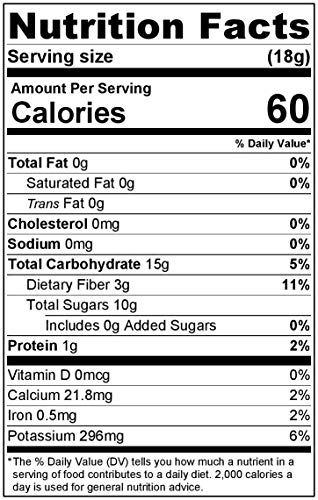 Nutrition Facts
Serving size (18g)
Amount Per Serving
Calories 60
% Daily Value*
Total Fat 0g 0%
Saturated Fat 0g 0%
Trans Fat 0g
Cholesterol 0mg 0%
Sodium 0mg 0%
Total Carbohydrate 15g 5%
Dietary Fiber 3g 11%
Total Sugars 10g
Includes 0g Added Sugars 0%
Protein 1g 2%
Vitamin D 0mcg 0%
Calcium 21.8mg 2%
Iron 0.5mg 2%
Potassium 296mg 6%
*The % Daily Value (DV) tells you how much a nutrient in a
serving of food contributes to a daily diet. 2,000 calories a
day is used for general nutrition advice.